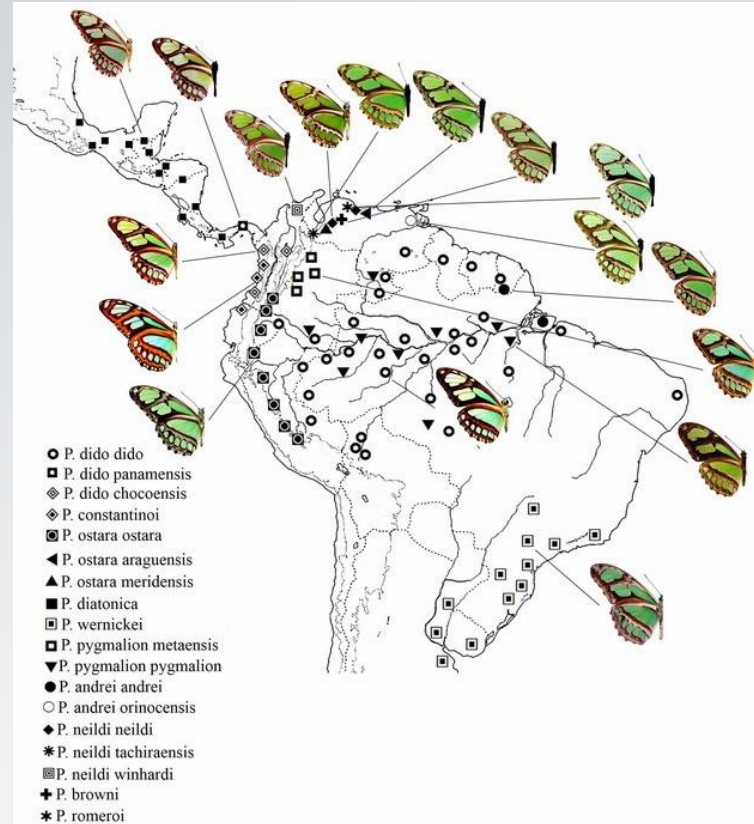 P. dido dido
P. dido panamensis
P. dido chocoensis
P. constantinoi
P. ostara ostara
P. ostara araguensis
P. ostara meridensis
P. diatonica
P. wernickei
P. pygmalion metaensis
P. pygmalion pygmalion
P. andrei andrei
P. andrei orinocensis
P. neildi neildi
P. neildi tachiraensis
P. neildi winhardi
P. browni
P. romeroi